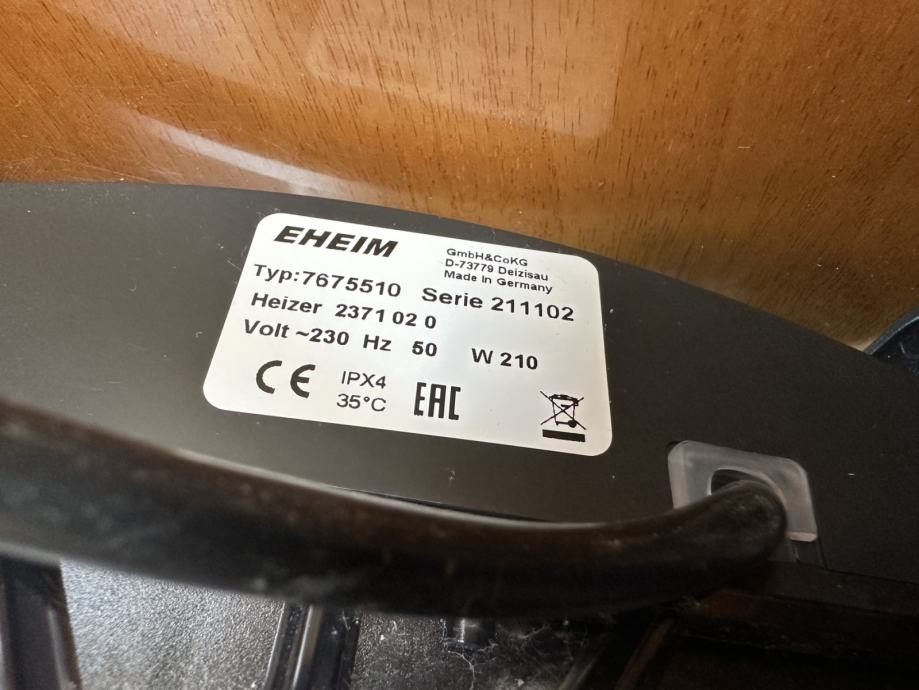 EHEIM
GmbH&CoKG
D-73779 Deizisau
Made in Germany
Typ:7675510 Serie 211102
Heizer 2371 02 0
Volt ~230 Hz 50 W 210
CE IPX4 EAC
35°C